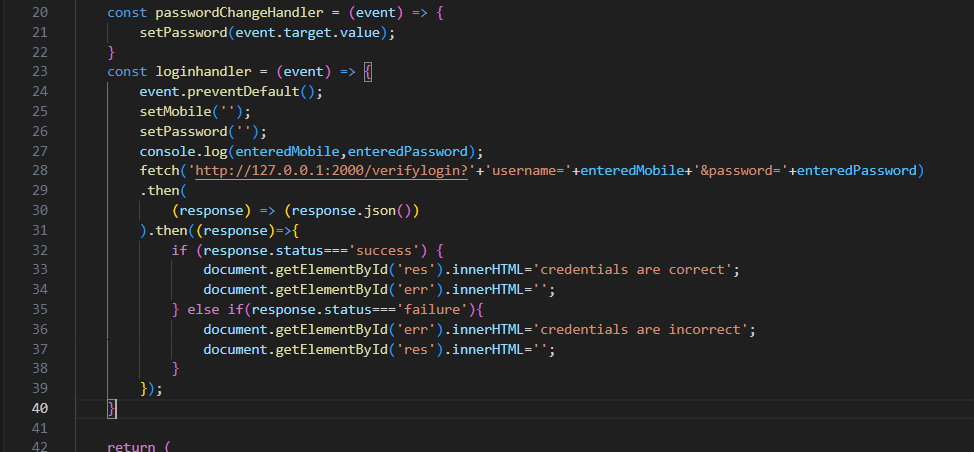 20 const passwordChangeHandler = (event) => {
21 setPassword(event.target.value);
22 }
23 const loginhandler = (event) => {
24 event.preventDefault();
25 setMobile('');
26 setPassword('');
27 console.log(enteredMobile,enteredPassword);
28 fetch('http://127.0.0.1:2000/verifylogin?'+'username='+enteredMobile+'&password='+enteredPassword)
29 .then(
30 (response) => (response.json())
31 ).then((response)=>{
32 if (response.status==='success') {
33 document.getElementById('res').innerHTML='credentials are correct';
34 document.getElementById('err').innerHTML='';
35 } else if(response.status==='failure'){
36 document.getElementById('err').innerHTML='credentials are incorrect';
37 document.getElementById('res').innerHTML='';
38 }
39 });
40 }
41
42 return (